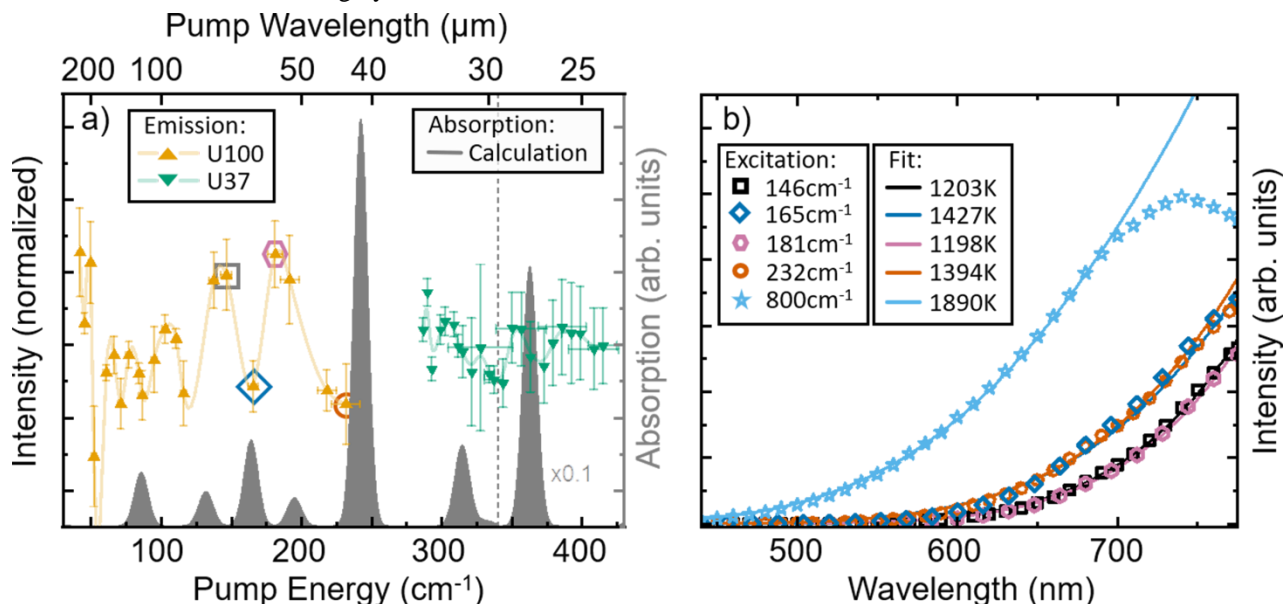 Pump Wavelength (µm)
200 100 50 40 30 25
a)
Emission:
U100
U37
Absorption:
Calculation
x0.1
Intensity (normalized)
Absorption (arb. units)
100 200 300 400
Pump Energy (cm-1)
b)
Excitation:
146cm-1
165cm-1
181cm-1
232cm-1
800cm-1
Fit:
1203K
1427K
1198K
1394K
1890K
Intensity (arb. units)
500 600 700
Wavelength (nm)